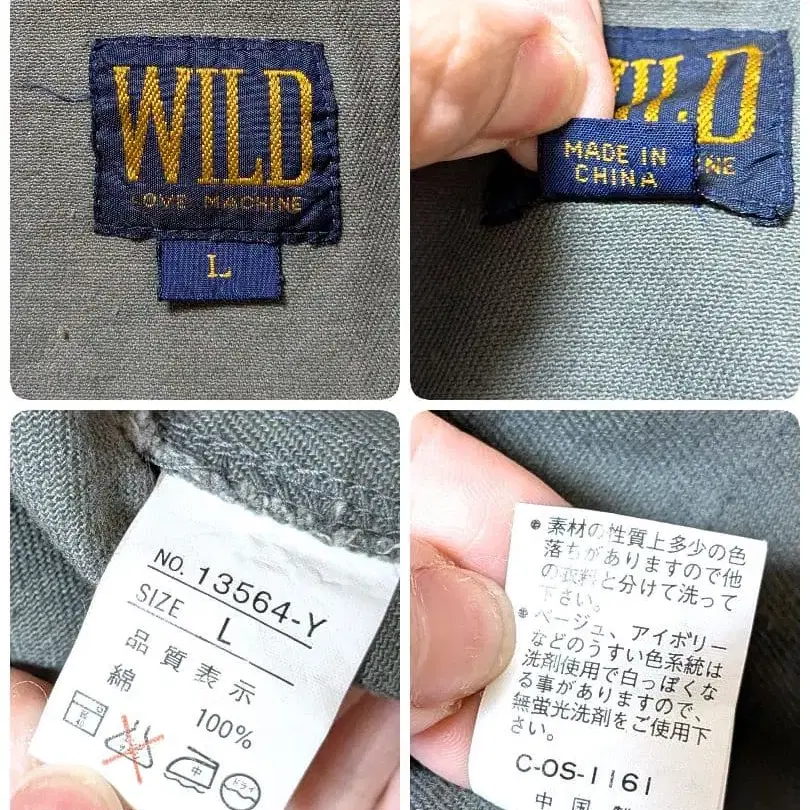 WILD
LOVE MACHINE
L
WILD
MADE IN
CHINA
NE
NO. 13564-Y
SIZE L
品質表示
綿 100%
中
ドライ
• 素材の性質上多少の色
落ちがありますので他
の衣料と分けて洗って
下さい。
• ベージュ、アイボリー
などのうすい色系統は
洗剤使用で白っぽくな
る事がありますので、
無蛍光洗剤をご使用下
さい。
C-OS-1161
中国製